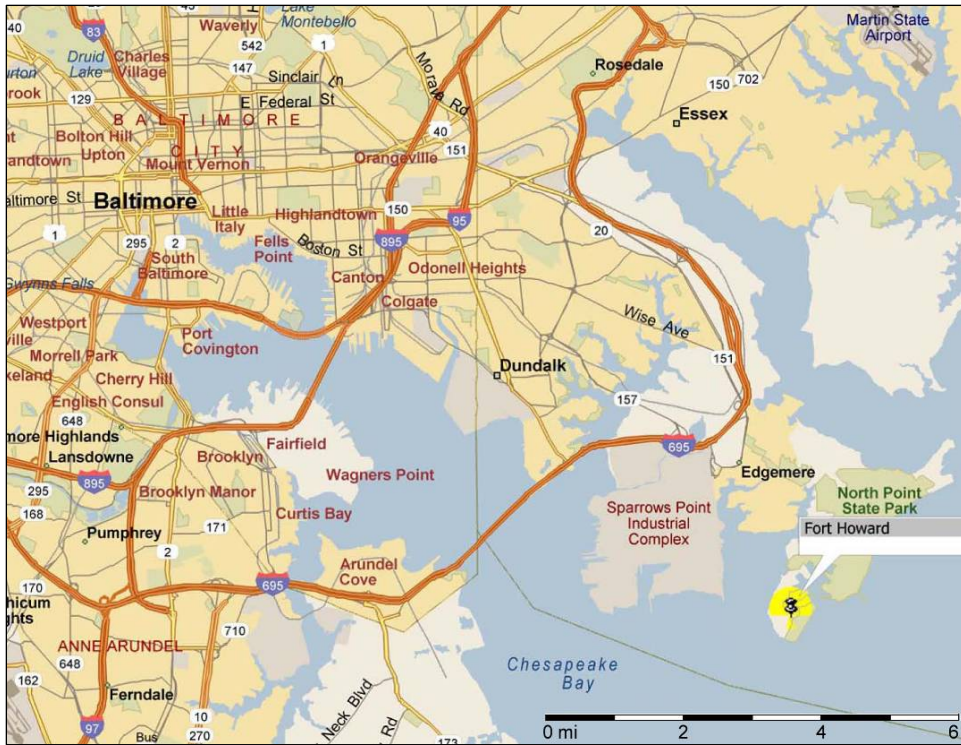 Lake
Montebello
Martin State
Airport
83
Waverly
542
1
Druid
Lake
Charles
Village
147
Sinclair Ln
Moravia Rd
Rosedale
150
702
129
E Federal St
Essex
BALTIMORE
CITY
Bolton Hill
Upton
40
151
Mount Vernon
Orangeville
Baltimore
Little
Italy
Highlandtown
150
95
20
1
295
2
Fells
Point
Boston St
895
South
Baltimore
Canton
Odonell Heights
Gwynns Falls
Colgate
Westport
Wise Ave
Port
Covington
Morrell Park
Dundalk
151
Cherry Hill
157
English Consul
648
Fairfield
695
Lansdowne
Brooklyn
Wagners Point
Edgemere
895
295
Brooklyn Manor
North Point
State Park
168
Curtis Bay
Sparrows Point
Industrial
Complex
171
Fort Howard
Pumphrey
2
Arundel
Cove
170
695
710
ANNE ARUNDEL
648
Chesapeake
Bay
162
Ferndale
Neck Blvd
10
Rd
97
Bus
270
173
0 mi
2
4
6